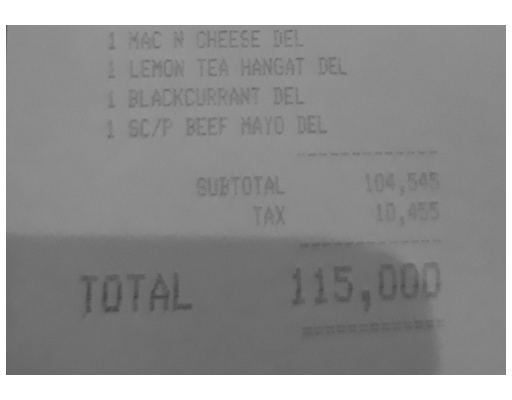 1 MAC N CHEESE DEL
1 LEMON TEA HANGAT DEL
1 BLACKCURRANT DEL
1 SC/P BEEF MAYO DEL
SUBTOTAL 104,545
TAX 10,455
TOTAL 115,000